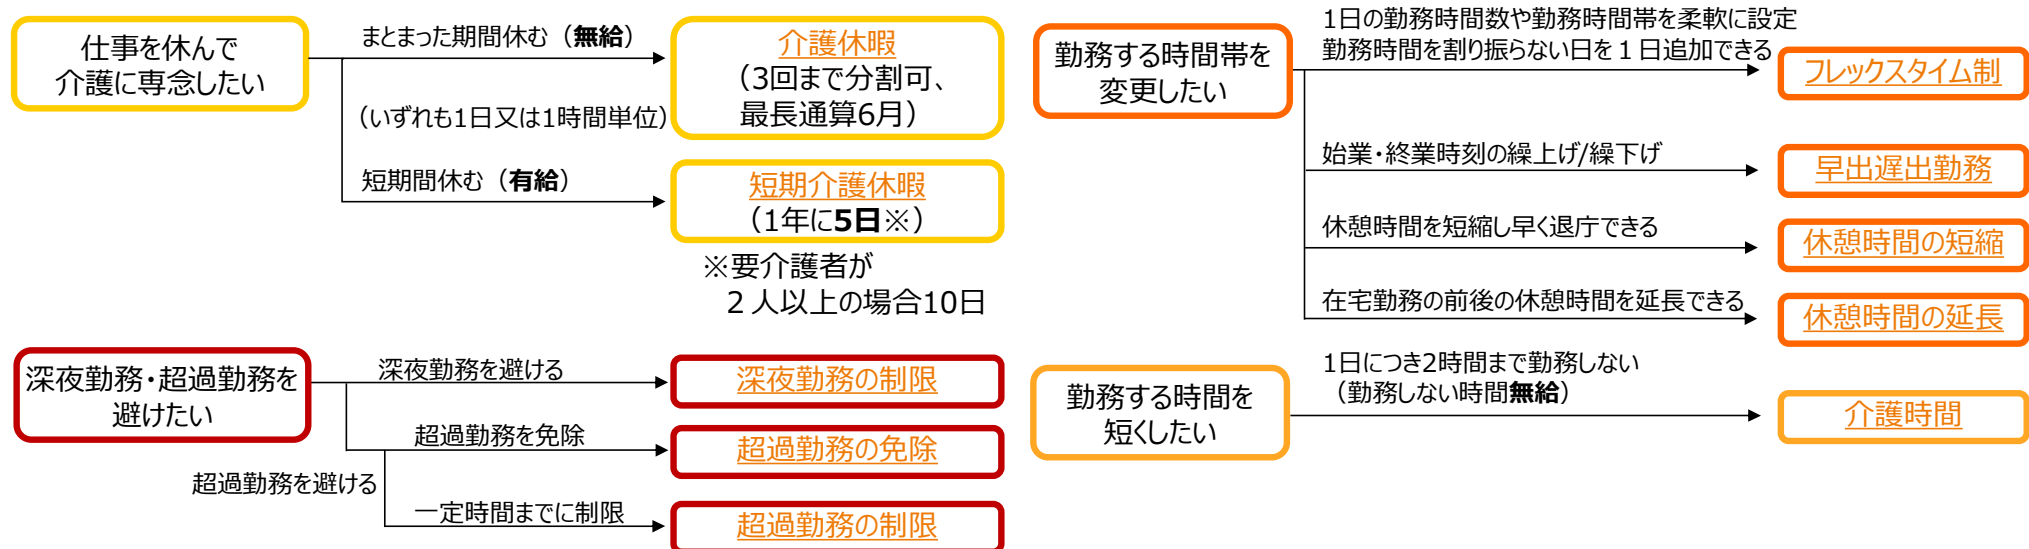 仕事を休んで
介護に専念したい
まとまった期間休む（無給）
（いずれも1日又は1時間単位）
短期間休む（有給）
介護休暇
（3回まで分割可、
最長通算6月）
短期介護休暇
（1年に5日※）
※要介護者が
２人以上の場合10日
深夜勤務・超過勤務を
避けたい
深夜勤務を避ける
深夜勤務の制限
超過勤務を免除
超過勤務の免除
超過勤務を避ける
一定時間までに制限
超過勤務の制限
勤務する時間帯を
変更したい
1日の勤務時間数や勤務時間帯を柔軟に設定
勤務時間を割り振らない日を１日追加できる
フレックスタイム制
始業・終業時刻の繰上げ/繰下げ
早出遅出勤務
休憩時間を短縮し早く退庁できる
休憩時間の短縮
在宅勤務の前後の休憩時間を延長できる
休憩時間の延長
勤務する時間を
短くしたい
1日につき2時間まで勤務しない
（勤務しない時間無給）
介護時間